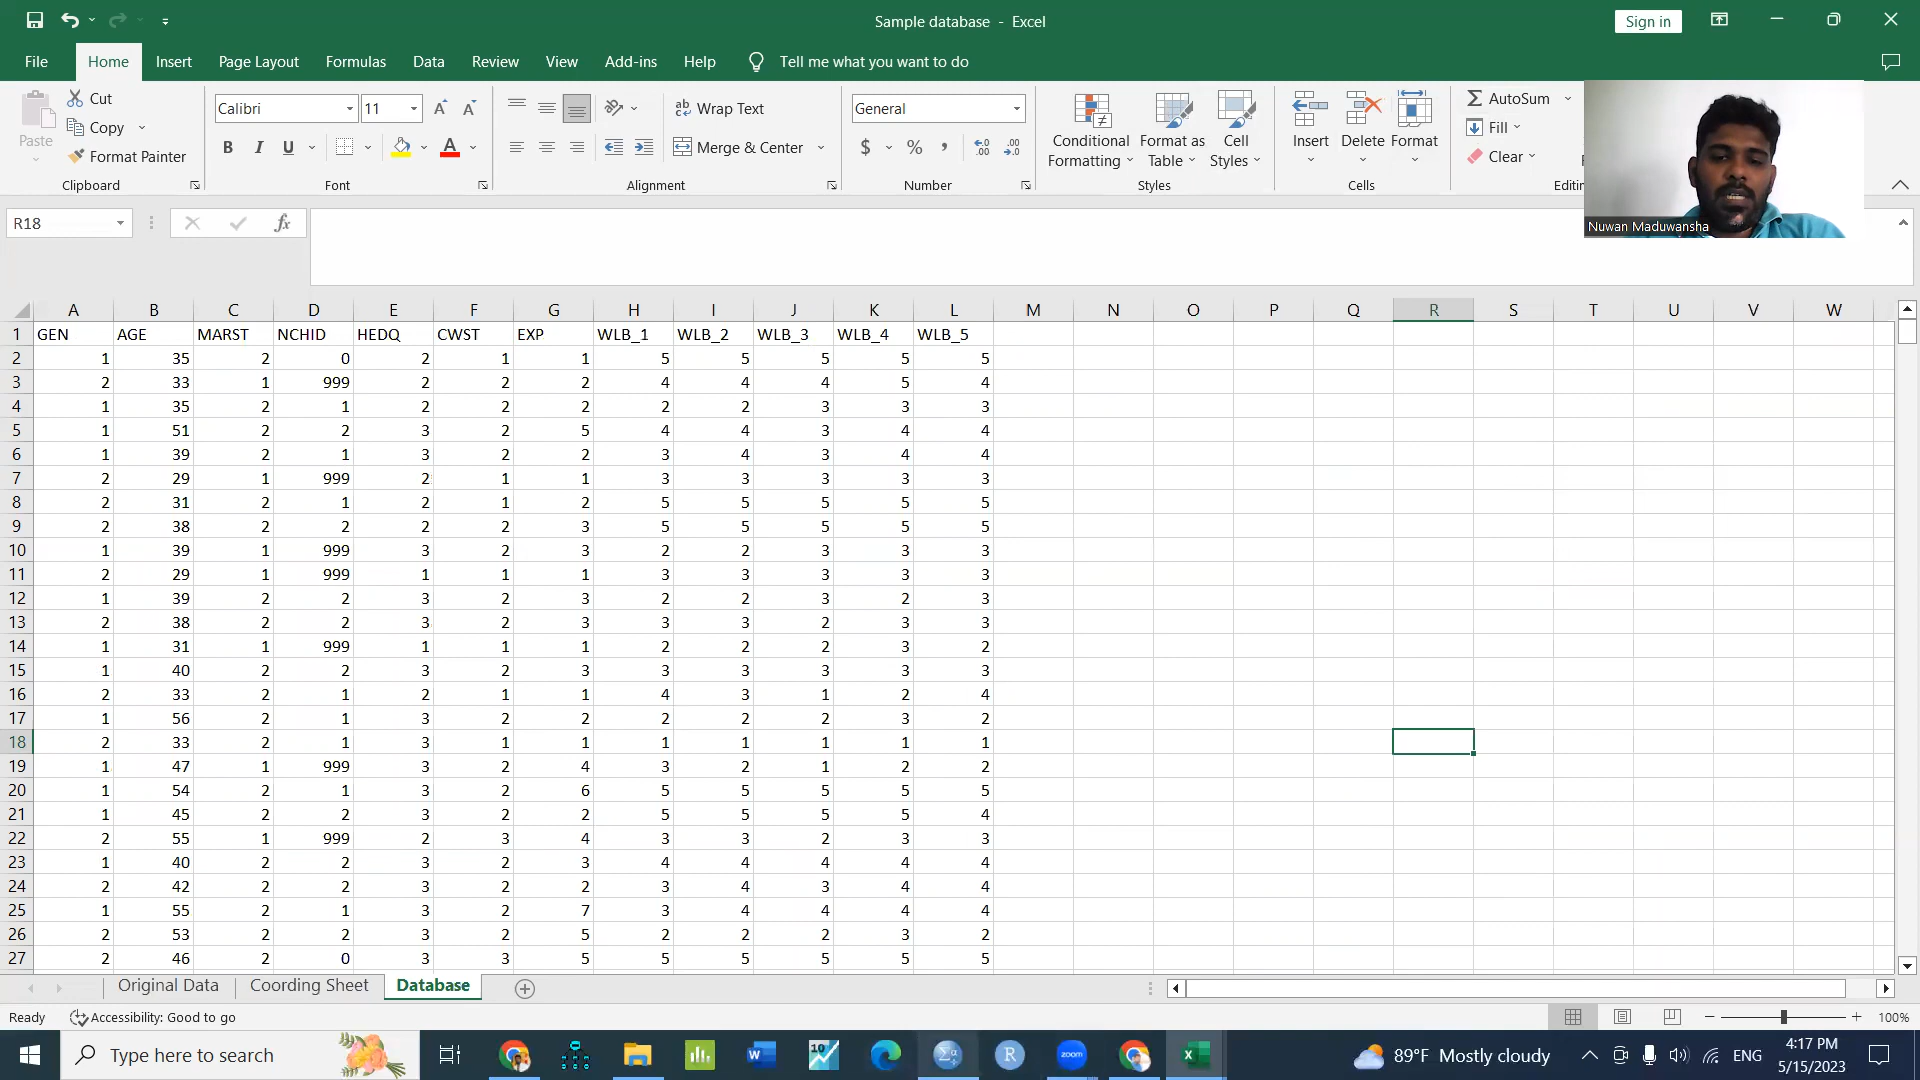 Sample database - Excel
Sign in
File Home Insert Page Layout Formulas Data Review View Add-ins Help Tell me what you want to do
Paste
Cut
Copy
Format Painter
Clipboard
Calibri 11
B I U
Font
Wrap Text
Merge & Center
Alignment
General
$ % ,
Number
Conditional Formatting
Format as Table
Cell Styles
Styles
Insert
Delete
Format
Cells
AutoSum
Fill
Clear
Nuwan Maduwansha
R18
fx
A B C D E F G H I J K L M N O P Q R S T U V W
1 GEN AGE MARST NCHID HEDQ CWST EXP WLB_1 WLB_2 WLB_3 WLB_4 WLB_5
2 1 35 2 0 2 1 1 5 5 5 5 5
3 2 33 1 999 2 2 2 4 4 4 5 4
4 1 35 2 1 2 2 2 2 2 3 3 3
5 1 51 2 2 3 2 5 4 4 3 4 4
6 1 39 2 1 3 2 2 3 4 3 4 4
7 2 29 1 999 2 1 1 3 3 3 3 3
8 2 31 2 1 2 1 2 5 5 5 5 5
9 2 38 2 2 2 2 3 5 5 5 5 5
10 1 39 1 999 3 2 3 2 2 3 3 3
11 2 29 1 999 1 1 1 3 3 3 3 3
12 1 39 2 2 3 2 3 2 2 3 2 3
13 2 38 2 2 3 2 3 3 3 3 2 3
14 1 31 1 999 1 1 1 2 2 2 3 2
15 1 40 2 2 3 2 3 3 3 3 3 3
16 2 33 2 1 2 1 1 4 3 1 2 4
17 1 56 2 1 3 2 2 2 2 2 3 2
18 2 33 2 1 3 1 1 1 1 1 1 1
19 1 47 1 999 3 2 4 3 2 1 2 2
20 1 54 2 1 3 2 6 5 5 5 5 5
21 1 45 2 2 3 2 2 5 5 5 5 4
22 2 55 1 999 2 3 4 3 3 2 3 3
23 1 40 2 2 3 2 3 4 4 4 4 4
24 2 42 2 2 3 2 2 3 4 3 4 4
25 1 55 2 1 3 2 7 3 4 4 4 4
26 2 53 2 2 3 2 5 2 2 2 3 2
27 2 46 2 0 3 3 5 5 5 5 5 5
Original Data Coording Sheet Database
Ready Accessibility: Good to go 100%
Type here to search
zoom
89°F Mostly cloudy
ENG
4:17 PM
5/15/2023